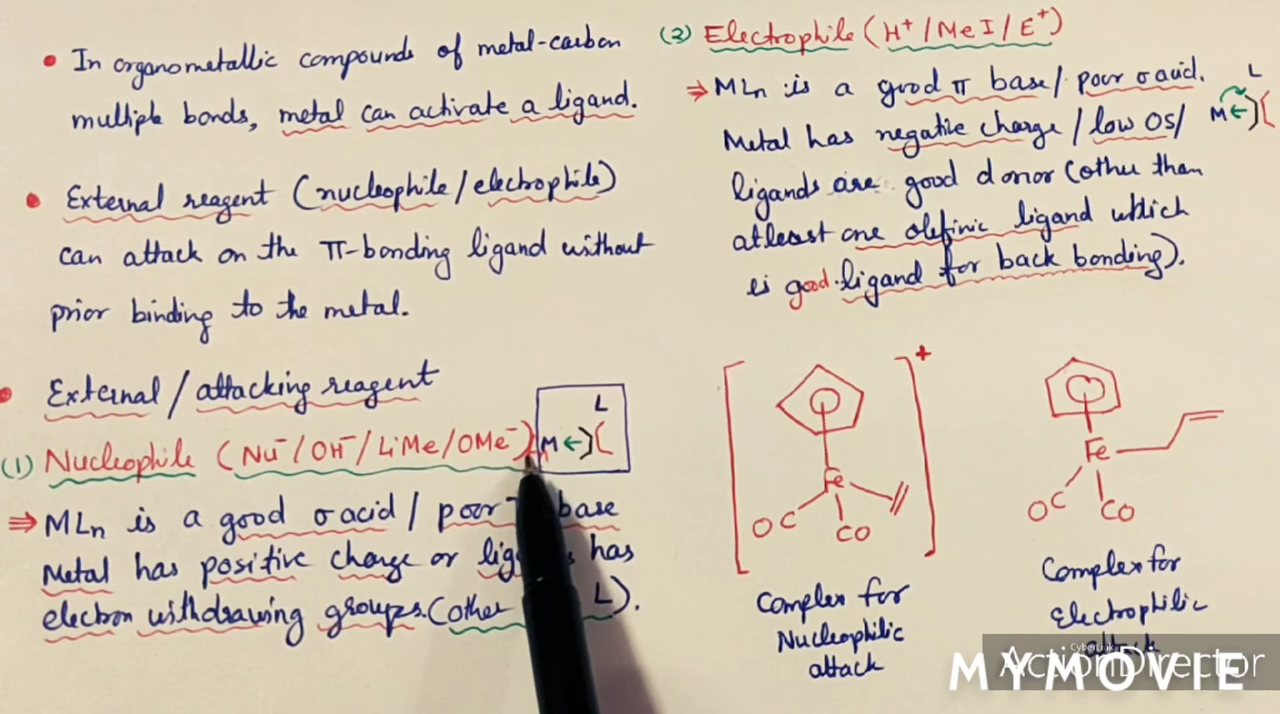 • In organometallic compounds of metal-carbon
multiple bonds, metal can activate a ligand.
• External reagent (nucleophile/electrophile)
can attack on the π-bonding ligand without
prior binding to the metal.
• External/attacking reagent
(1) Nucleophile (Nu⁻/OH⁻/LiMe/OMe⁻)
L
M ←
⇒ MLn is a good σ acid/poor base
Metal has positive charge or has
electron withdrawing groups. (other L).
(2) Electrophile (H⁺/MeI/E⁺)
⇒ MLn is a good π base/poor σ acid.
L
M ←
Metal has negative charge/low OS/
ligands are good donor (other than
atleast one olefinic ligand which
is good ligand for back bonding).
+
Fe
OC
CO
Complex for
Nucleophilic
attack
Fe
OC
CO
Complex for
Electrophilic
attack
CyberLink
ActionDirector
MYMOVIE